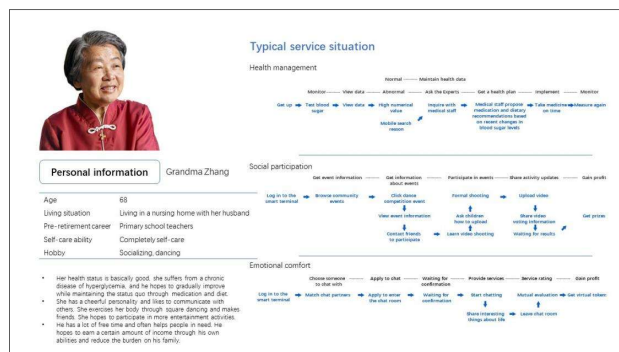 Typical service situation
Health management
Normal Maintain health data
Monitor View data Abnormal Ask the Experts Get a health plan Implement Monitor
Get up Test blood sugar View data High numerical value Inquire with medical staff Medical staff propose medication and dietary recommendations based on recent changes in blood sugar levels Take medicine on time Measure again
Mobile search reason
Personal information Grandma Zhang
Age 68
Living situation Living in a nursing home with her husband
Pre-retirement career Primary school teachers
Self-care ability Completely self-care
Hobby Socializing, dancing
• Her health status is basically good. she suffers from a chronic
disease of hyperglycemia, and he hopes to gradually improve
while maintaining the status quo through medication and diet.
• She has a cheerful personality and likes to communicate with
others. She exercises her body through square dancing and makes
friends. She hopes to participate in more entertainment activities.
• He has a lot of free time and often helps people in need. He
hopes to earn a certain amount of income through his own
abilities and reduce the burden on his family.
Social participation
Get event information Get information about events Participate in events Share activity updates Gain profit
Log in to the smart terminal Browse community events Click dance competition event Formal shooting Upload video
View event information Ask children how to upload Share video voting information Get prizes
Contact friends to participate Learn video shooting Waiting for results
Emotional comfort
Choose someone to chat with Apply to chat Waiting for confirmation Provide services Service rating Gain profit
Log in to the smart terminal Match chat partners Apply to enter the chat room Waiting for confirmation Start chatting Mutual evaluation Get virtual tokens
Share interesting things about life Leave chat room